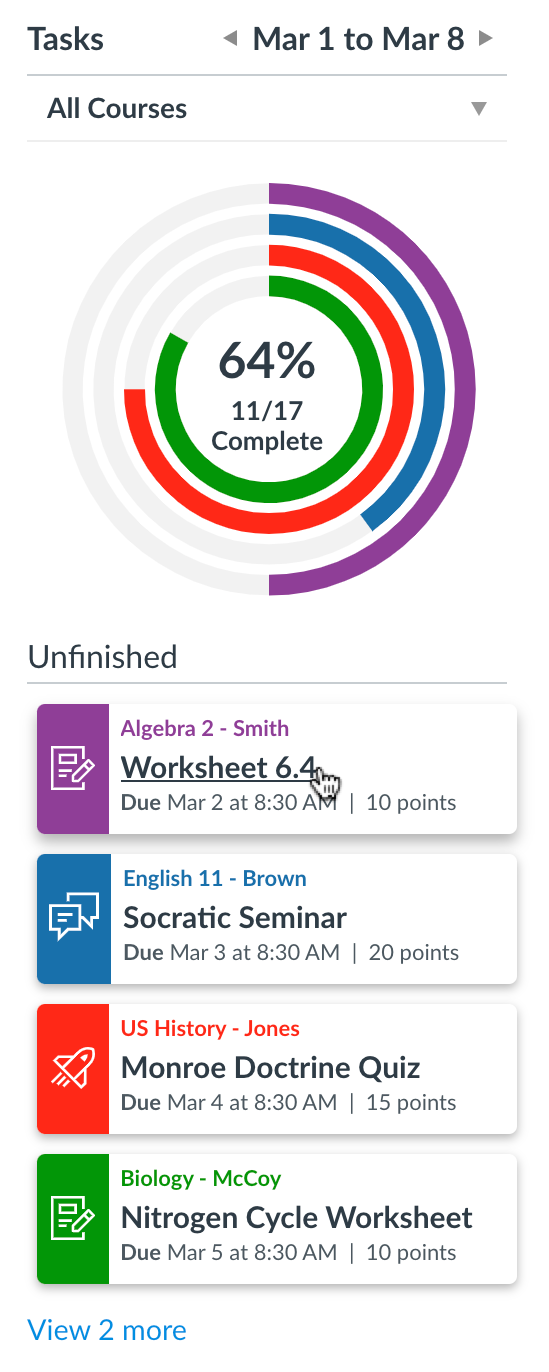 Tasks
Mar 1 to Mar 8
All Courses
64%
11/17
Complete
Unfinished
Algebra 2 - Smith
Worksheet 6.4
Due Mar 2 at 8:30 AM | 10 points
English 11 - Brown
Socratic Seminar
Due Mar 3 at 8:30 AM | 20 points
US History - Jones
Monroe Doctrine Quiz
Due Mar 4 at 8:30 AM | 15 points
Biology - McCoy
Nitrogen Cycle Worksheet
Due Mar 5 at 8:30 AM | 10 points
View 2 more